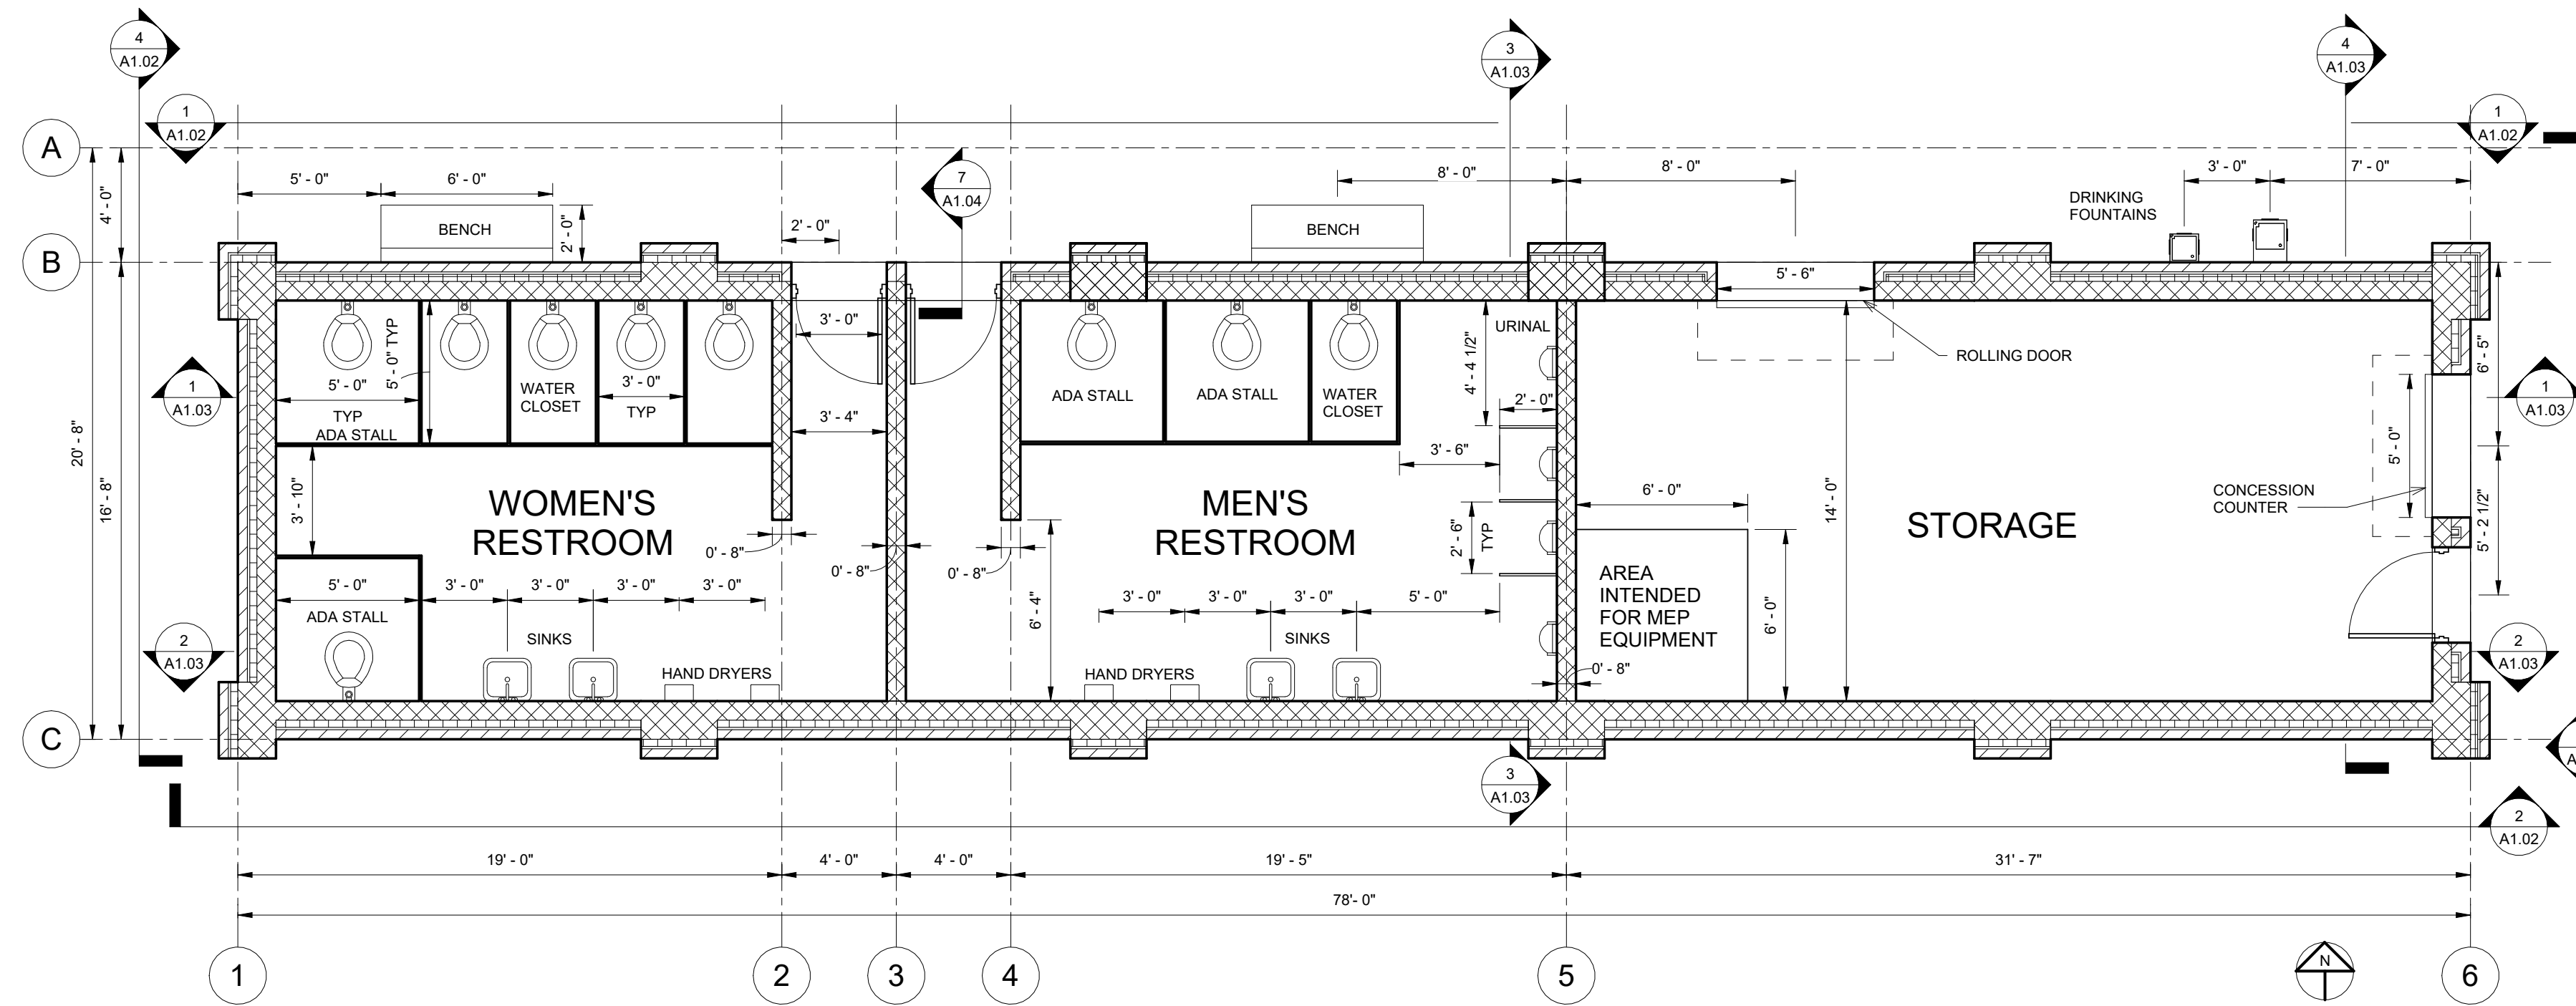 4
A1.02
3
A1.03
4
A1.03
1
A1.02
1
A1.02
A
5' - 0"
6' - 0"
7
A1.04
8' - 0"
8' - 0"
3' - 0"
7' - 0"
4' - 0"
DRINKING
FOUNTAINS
BENCH
2' - 0"
2' - 0"
BENCH
B
5' - 6"
3' - 0"
URINAL
ROLLING DOOR
5' - 0" TYP
4' - 4 1/2"
6' - 5"
1
A1.03
5' - 0"
TYP
ADA STALL
WATER
CLOSET
3' - 0"
TYP
3' - 4"
ADA STALL
ADA STALL
WATER
CLOSET
2' - 0"
1
A1.03
20' - 8"
16' - 8"
3' - 6"
5' - 0"
3' - 10"
WOMEN'S
RESTROOM
MEN'S
RESTROOM
6' - 0"
14' - 0"
STORAGE
CONCESSION
COUNTER
5' - 2 1/2"
2' - 6"
TYP
0' - 8"
0' - 8"
0' - 8"
5' - 0"
3' - 0"
3' - 0"
3' - 0"
3' - 0"
ADA STALL
6' - 4"
3' - 0"
3' - 0"
3' - 0"
5' - 0"
AREA
INTENDED
FOR MEP
EQUIPMENT
6' - 0"
SINKS
SINKS
2
A1.03
HAND DRYERS
HAND DRYERS
0' - 8"
2
A1.03
C
A
3
A1.03
2
A1.02
19' - 0"
4' - 0"
4' - 0"
19' - 5"
31' - 7"
78'- 0"
1
2
3
4
5
N
6